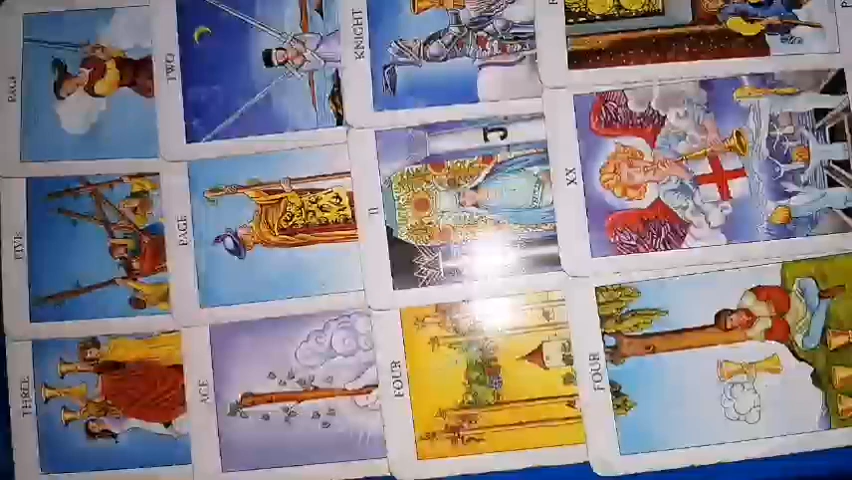 PAGE
TWO
KNIGHT
FIVE
PAGE
II
J
XX
THREE
ACE
FOUR
FOUR